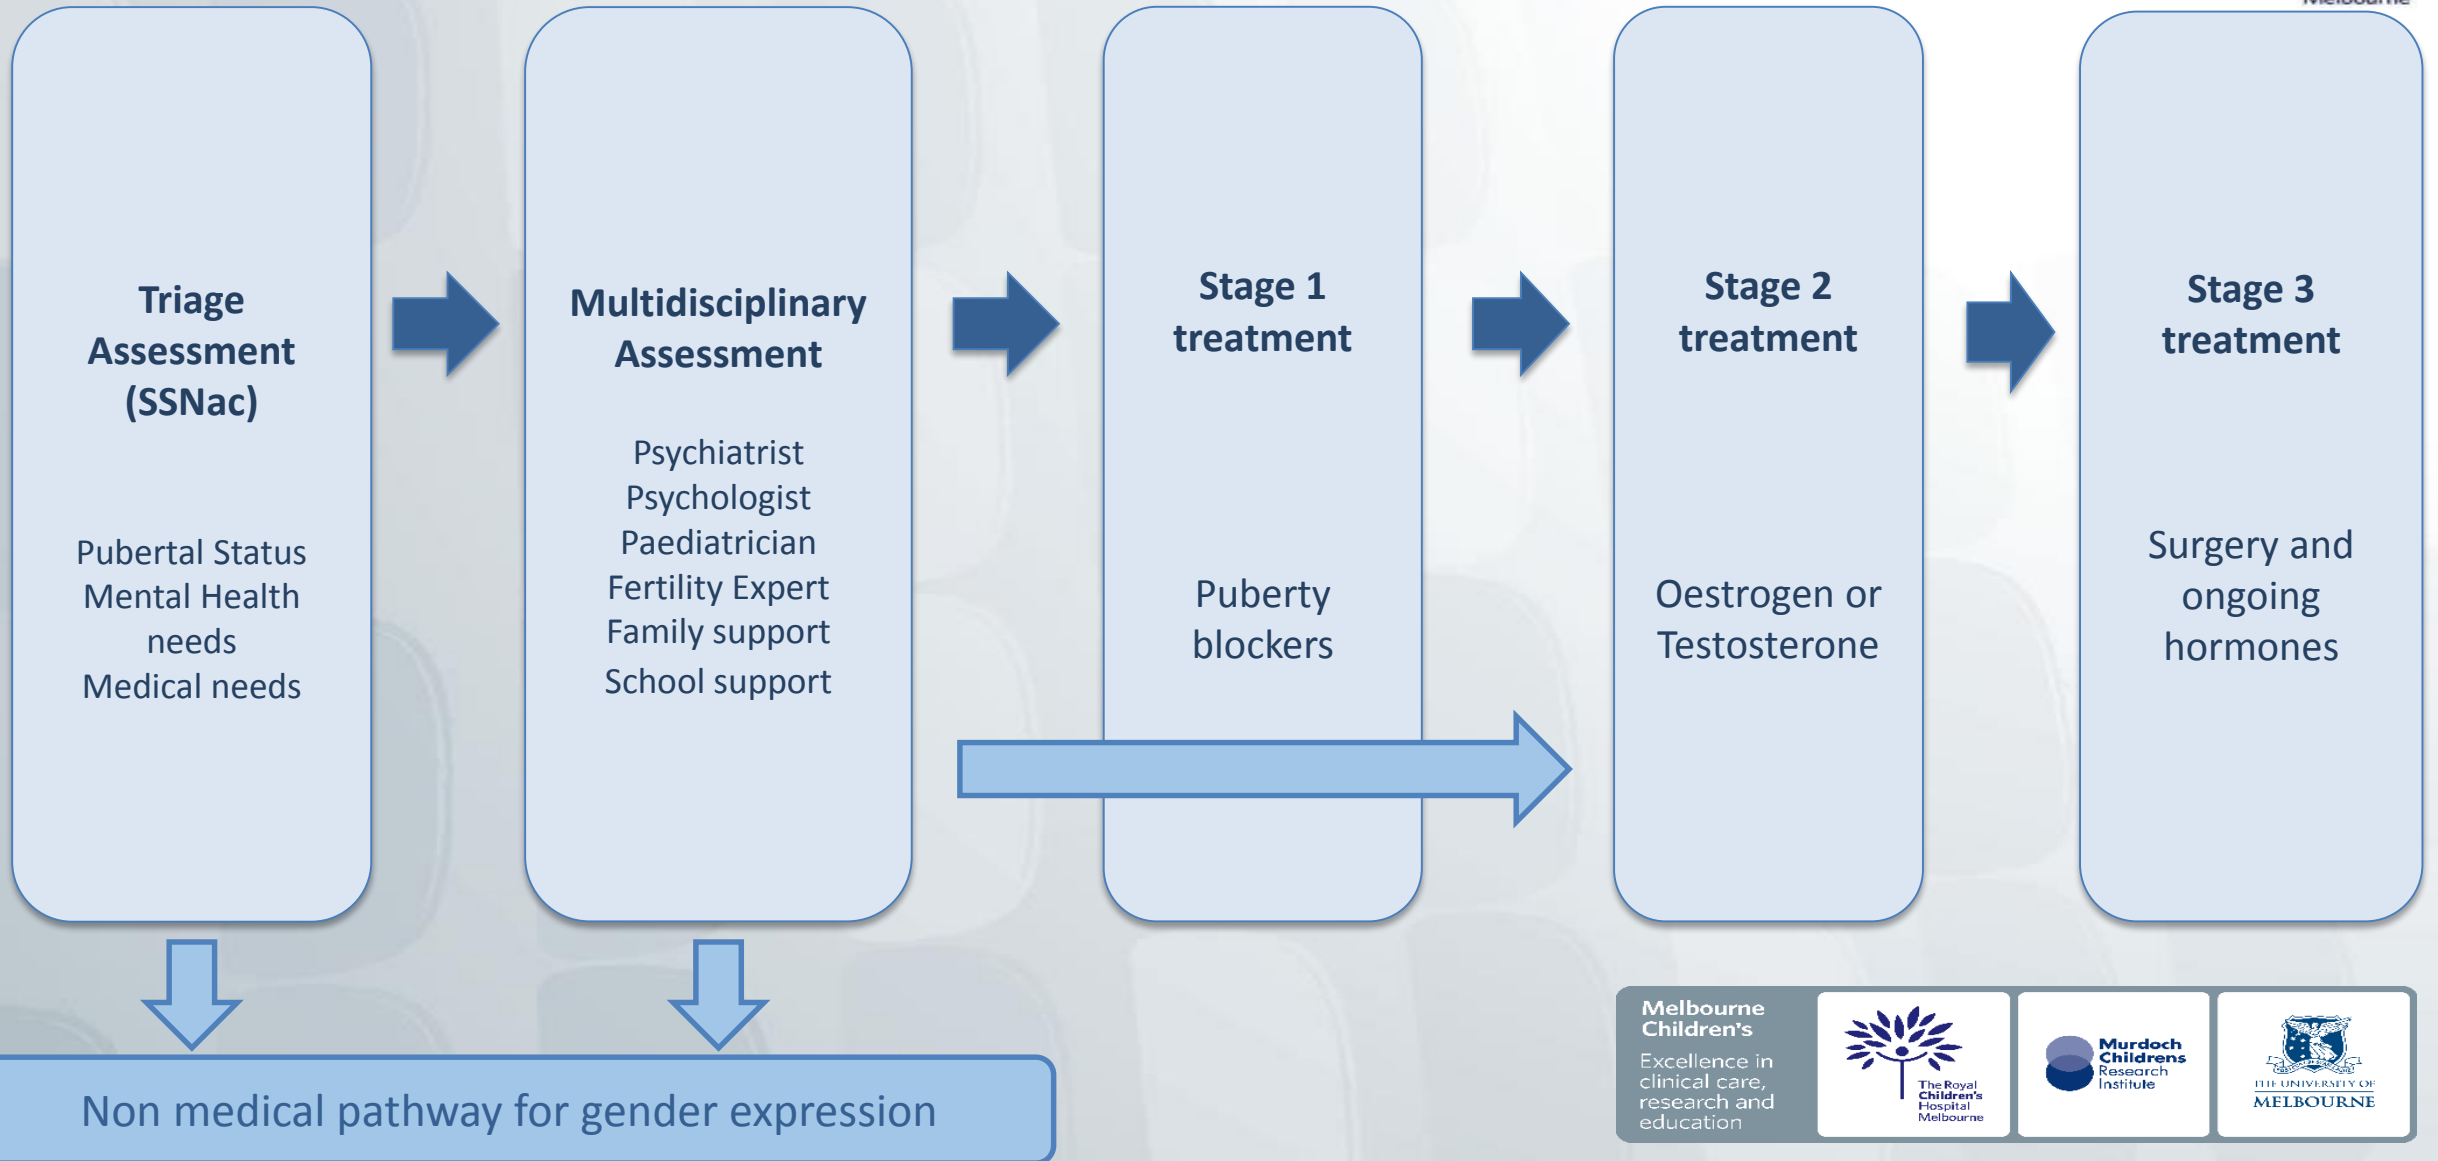 Melbourne
Triage
Assessment
(SSNac)
Pubertal Status
Mental Health
needs
Medical needs
Multidisciplinary
Assessment
Psychiatrist
Psychologist
Paediatrician
Fertility Expert
Family support
School support
Stage 1
treatment
Puberty
blockers
Stage 2
treatment
Oestrogen or
Testosterone
Stage 3
treatment
Surgery and
ongoing
hormones
Non medical pathway for gender expression
Melbourne
Children's
Excellence in
clinical care,
research and
education
The Royal
Children's
Hospital
Melbourne
Murdoch
Childrens
Research
Institute
THE UNIVERSITY OF
MELBOURNE